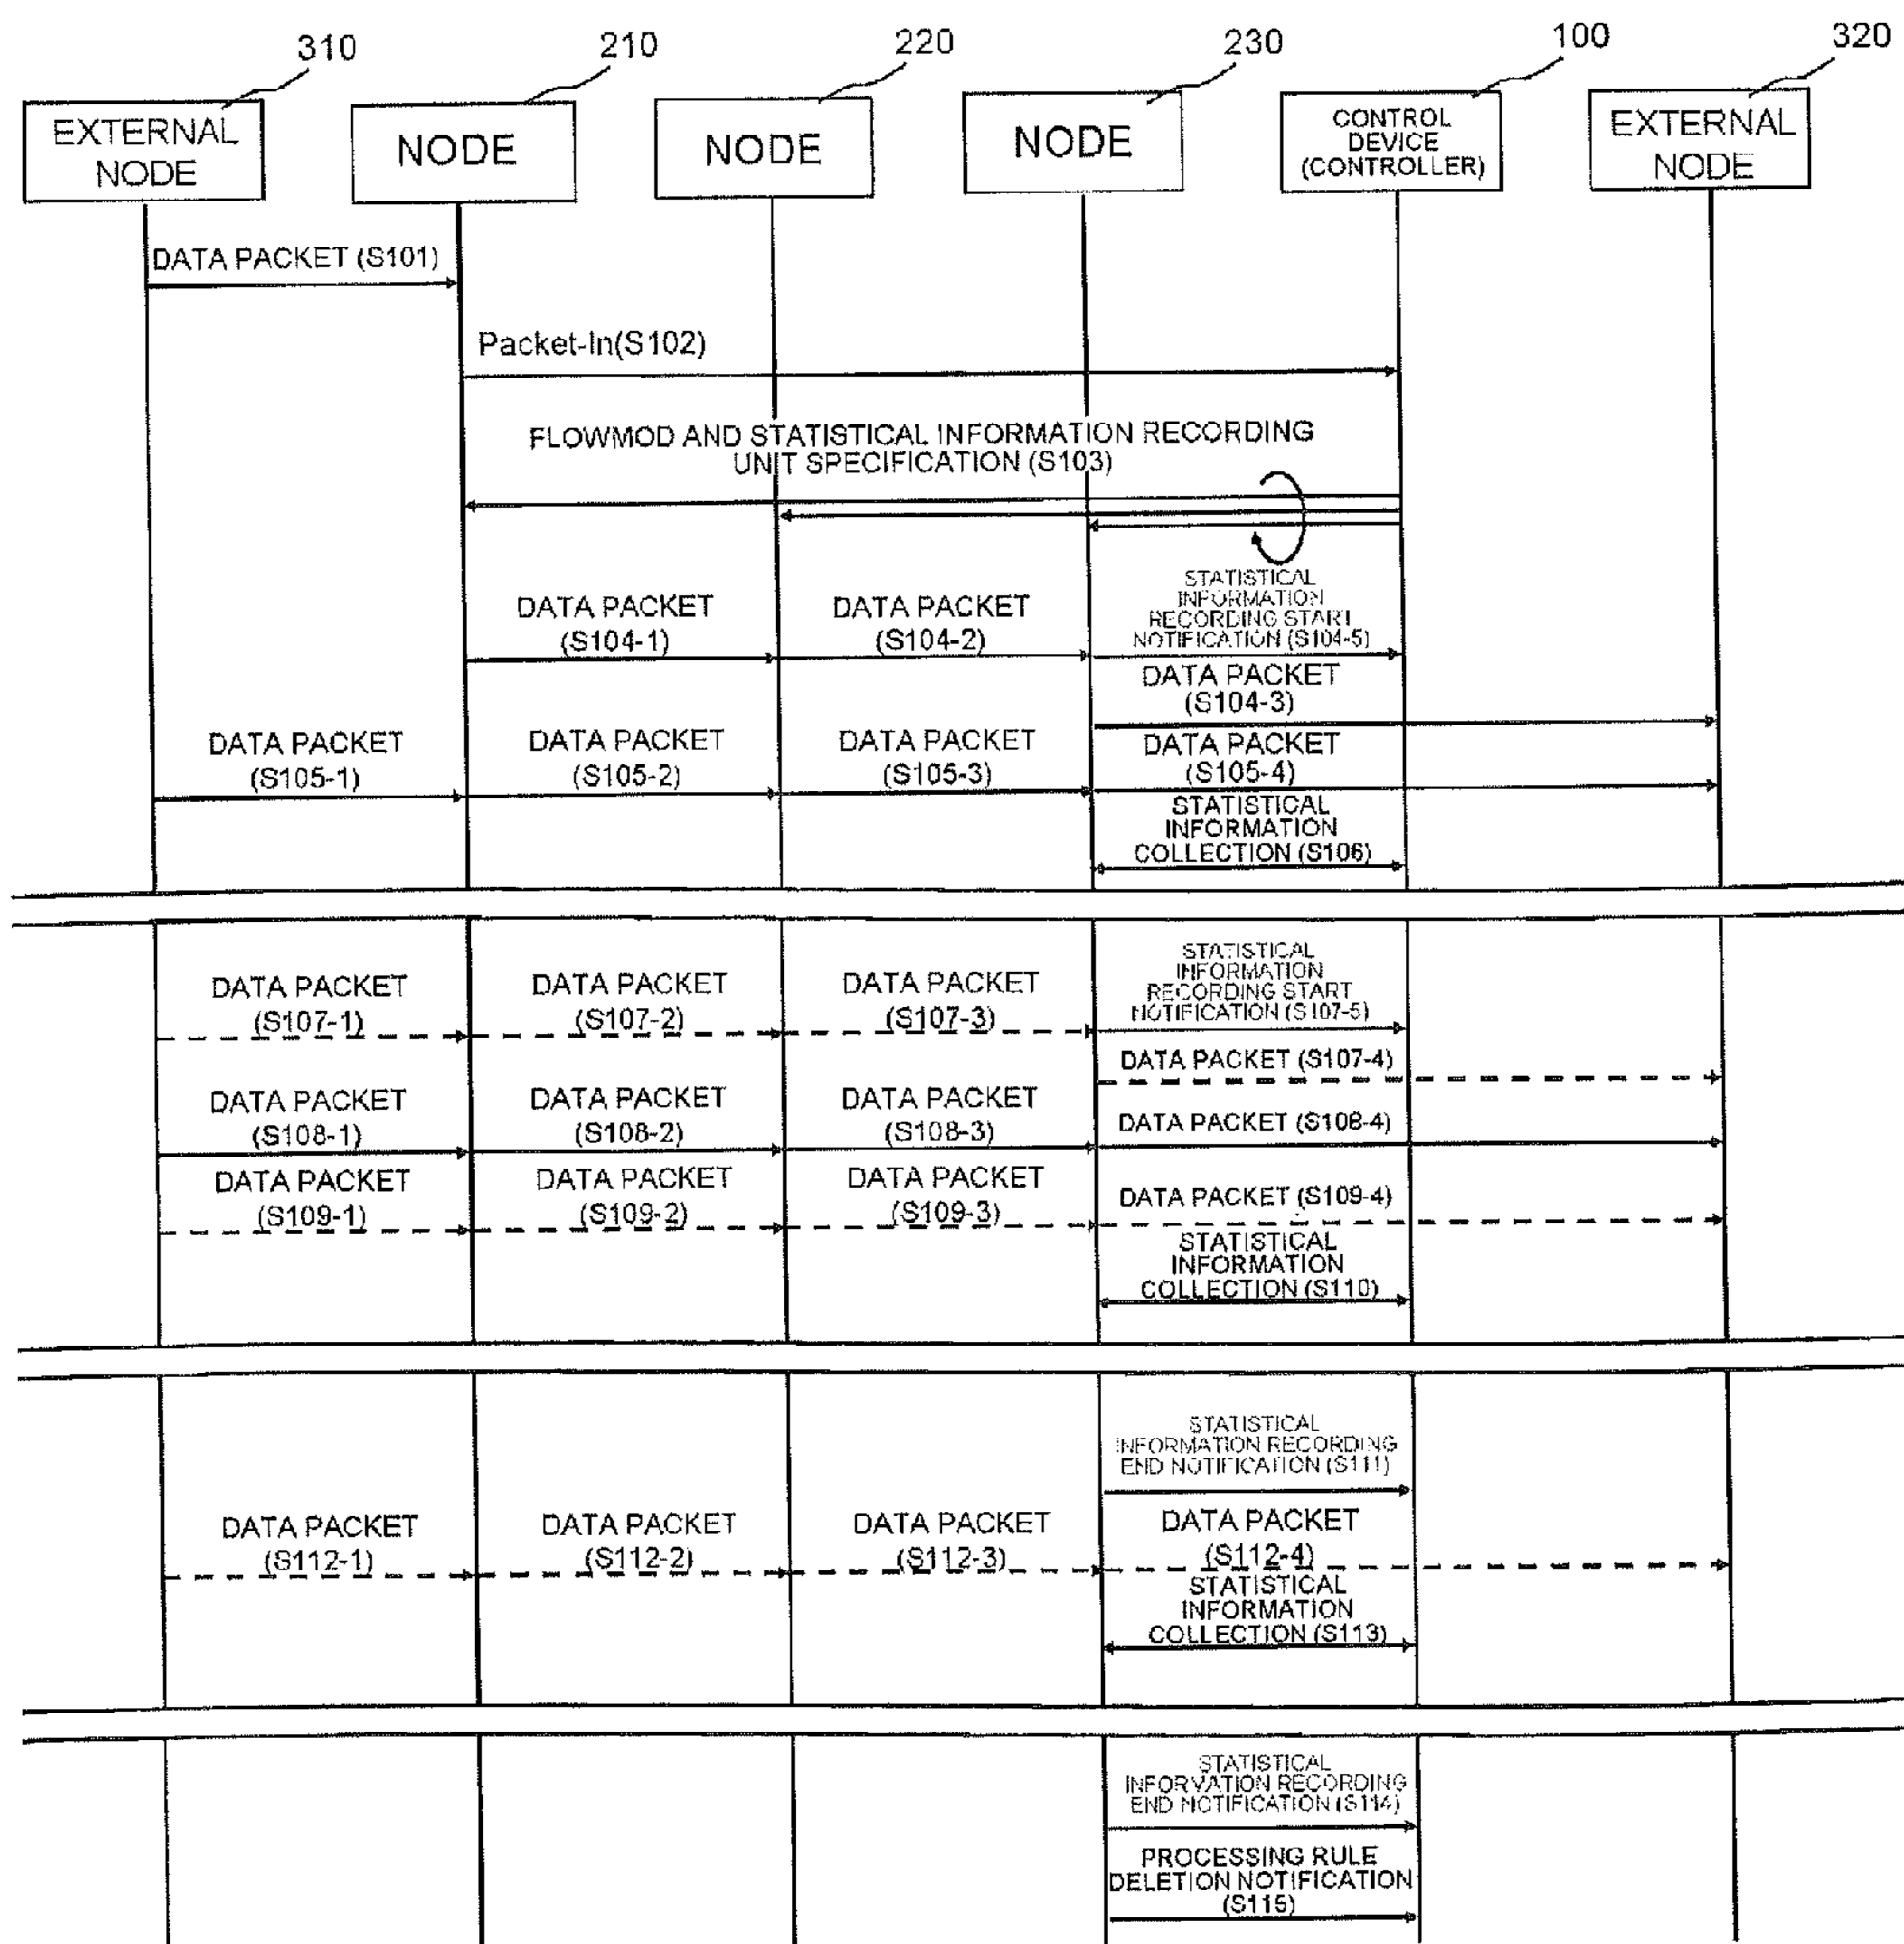 310
210
220
230
100
320
EXTERNAL
NODE
NODE
NODE
NODE
CONTROL
DEVICE
(CONTROLLER)
EXTERNAL
NODE
DATA PACKET (S101)
Packet-In(S102)
FLOWMOD AND STATISTICAL INFORMATION RECORDING
UNIT SPECIFICATION (S103)
DATA PACKET
(S104-1)
DATA PACKET
(S104-2)
STATISTICAL
INFORMATION
RECORDING START
NOTIFICATION (S104-5)
DATA PACKET
(S104-3)
DATA PACKET
(S105-1)
DATA PACKET
(S105-2)
DATA PACKET
(S105-3)
DATA PACKET
(S105-4)
STATISTICAL
INFORMATION
COLLECTION (S106)
DATA PACKET
(S107-1)
DATA PACKET
(S107-2)
DATA PACKET
(S107-3)
STATISTICAL
INFORMATION
RECORDING START
NOTIFICATION (S107-5)
DATA PACKET (S107-4)
DATA PACKET
(S108-1)
DATA PACKET
(S108-2)
DATA PACKET
(S108-3)
DATA PACKET (S108-4)
DATA PACKET
(S109-1)
DATA PACKET
(S109-2)
DATA PACKET
(S109-3)
DATA PACKET (S109-4)
STATISTICAL
INFORMATION
COLLECTION (S110)
STATISTICAL
INFORMATION RECORDING
END NOTIFICATION (S111)
DATA PACKET
(S112-1)
DATA PACKET
(S112-2)
DATA PACKET
(S112-3)
DATA PACKET
(S112-4)
STATISTICAL
INFORMATION
COLLECTION (S113)
STATISTICAL
INFORMATION RECORDING
END NOTIFICATION (S114)
PROCESSING RULE
DELETION NOTIFICATION
(S115)